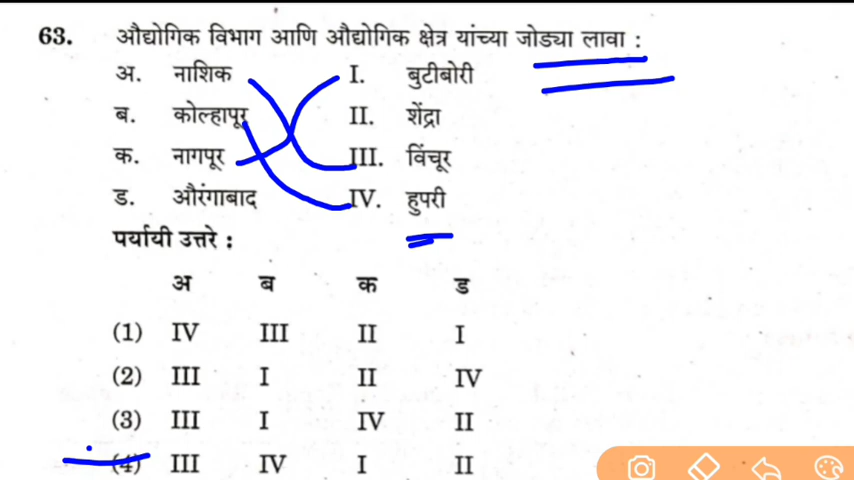 63. औद्योगिक विभाग आणि औद्योगिक क्षेत्र यांच्या जोड्या लावा :
अ. नाशिक I. बुटीबोरी
ब. कोल्हापूर II. शेंद्रा
क. नागपूर III. विंचूर
ड. औरंगाबाद IV. हुपरी
पर्यायी उत्तरे :
अ ब क ड
(1) IV III II I
(2) III I II IV
(3) III I IV II
(4) III IV I II